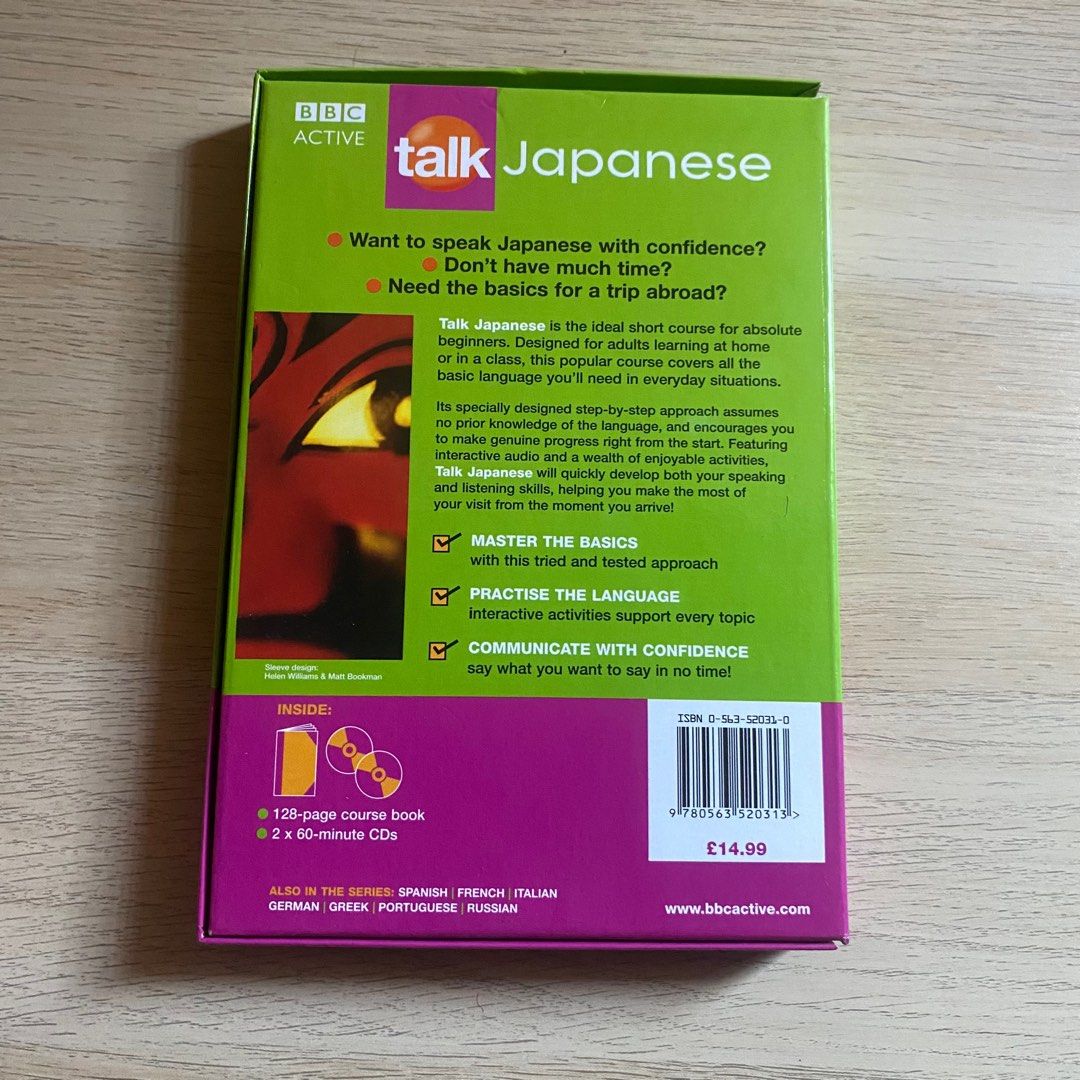 BBC
ACTIVE
talk Japanese
Want to speak Japanese with confidence?
Don't have much time?
Need the basics for a trip abroad?
Talk Japanese is the ideal short course for absolute
beginners. Designed for adults learning at home
or in a class, this popular course covers all the
basic language you'll need in everyday situations.
Its specially designed step-by-step approach assumes
no prior knowledge of the language, and encourages you
to make genuine progress right from the start. Featuring
interactive audio and a wealth of enjoyable activities,
Talk Japanese will quickly develop both your speaking
and listening skills, helping you make the most of
your visit from the moment you arrive!
MASTER THE BASICS
with this tried and tested approach
PRACTISE THE LANGUAGE
interactive activities support every topic
COMMUNICATE WITH CONFIDENCE
say what you want to say in no time!
Sleeve design:
Helen Williams & Matt Bookman
INSIDE:
128-page course book
2 x 60-minute CDs
ISBN 0-563-52031-0
9 780563 520313 >
£14.99
ALSO IN THE SERIES: SPANISH | FRENCH | ITALIAN
GERMAN | GREEK | PORTUGUESE | RUSSIAN
www.bbcactive.com